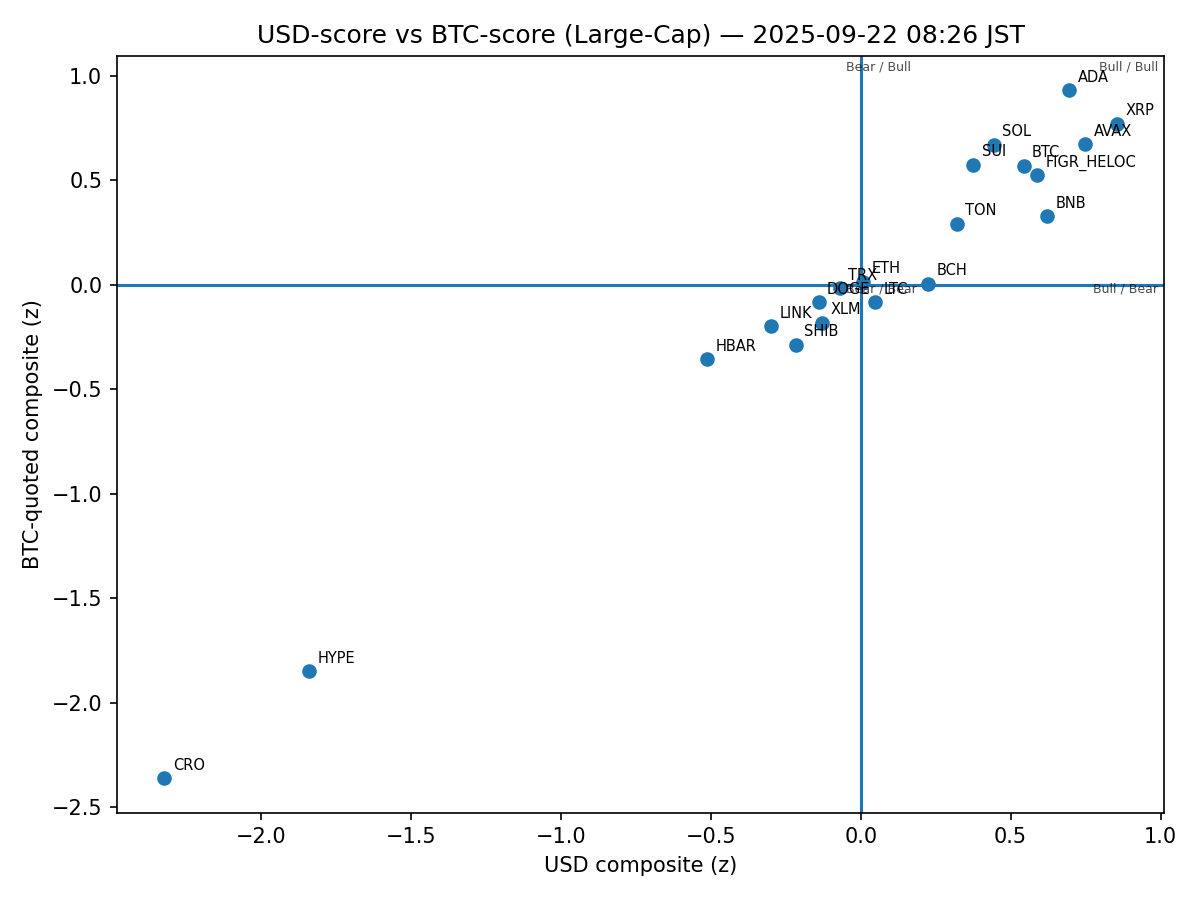 USD-score vs BTC-score (Large-Cap) — 2025-09-22 08:26 JST
Bear / Bull
Bull / Bull
1.0
ADA
XRP
SOL
AVAX
SUI
BTC
FIGR_HELOC
0.5
BNB
TON
ETH
BCH
TRX
0.0
DOGE
Bear / Bear
LTC
Bull / Bear
LINK
XLM
SHIB
HBAR
−0.5
−1.0
−1.5
HYPE
−2.0
CRO
−2.5
−2.0
−1.5
−1.0
−0.5
0.0
0.5
1.0
USD composite (z)
BTC-quoted composite (z)